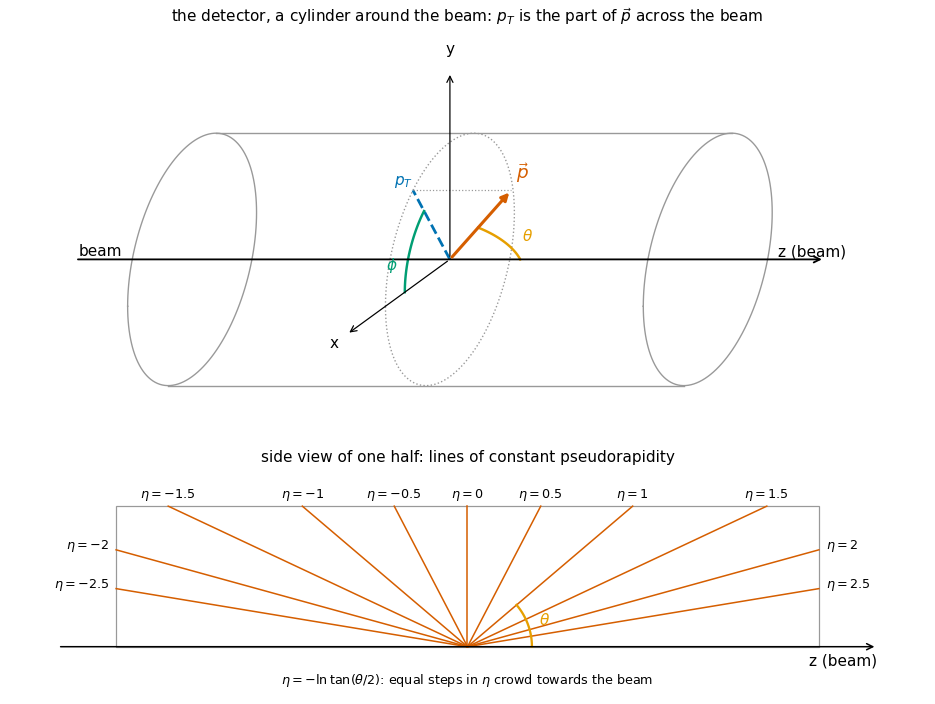 the detector, a cylinder around the beam: $p_T$ is the part of $\vec{p}$ across the beam
y
$p_T$
$\vec{p}$
θ
beam
z (beam)
φ
x
side view of one half: lines of constant pseudorapidity
η = −1.5
η = −1
η = −0.5
η = 0
η = 0.5
η = 1
η = 1.5
η = −2
η = 2
η = −2.5
η = 2.5
θ
z (beam)
η = −ln tan(θ/2): equal steps in η crowd towards the beam